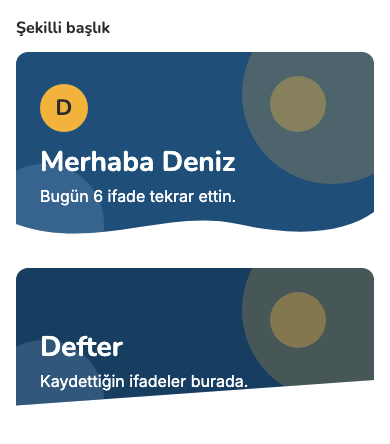 Şekilli başlık
D
Merhaba Deniz
Bugün 6 ifade tekrar ettin.
Defter
Kaydettiğin ifadeler burada.